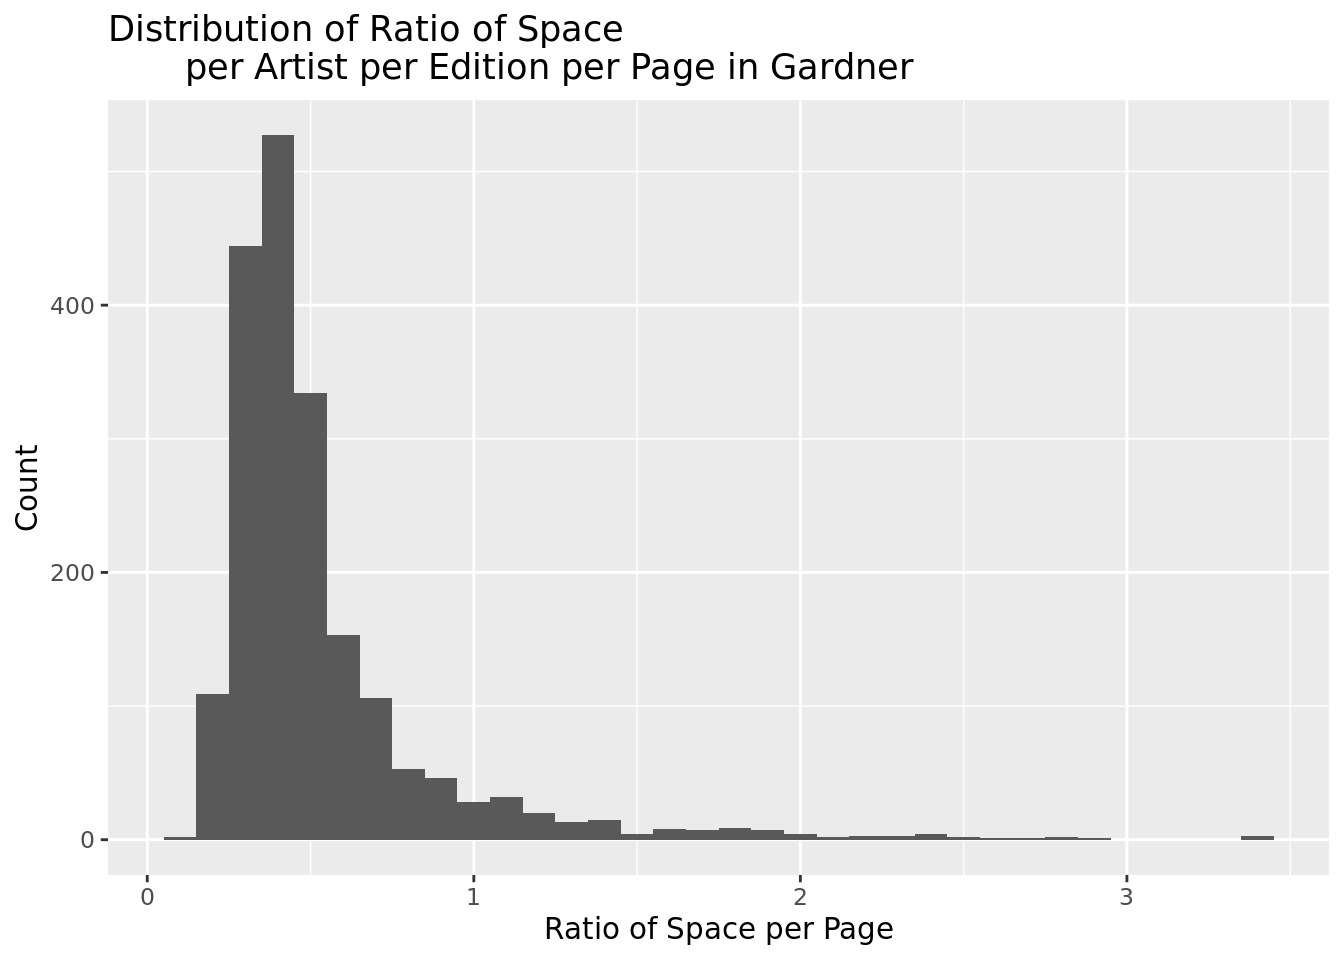 Distribution of Ratio of Space
per Artist per Edition per Page in Gardner
Count
400
200
0
0 1 2 3
Ratio of Space per Page